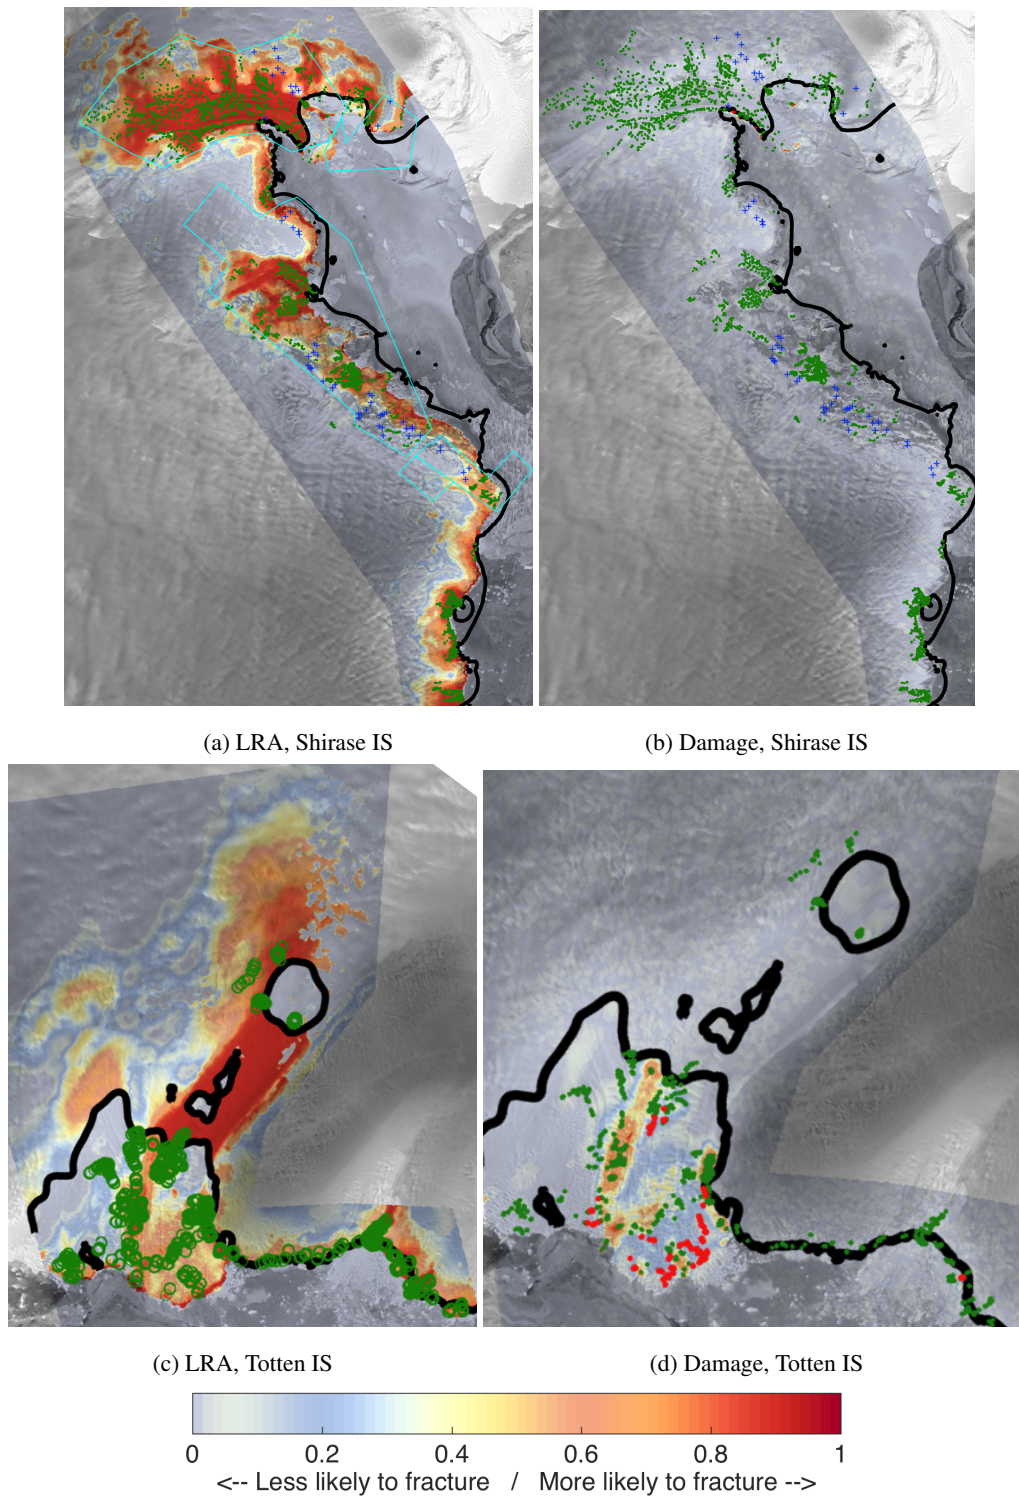 (a) LRA, Shirase IS
(b) Damage, Shirase IS
(c) LRA, Totten IS
(d) Damage, Totten IS
0 0.2 0.4 0.6 0.8 1
<-- Less likely to fracture / More likely to fracture -->